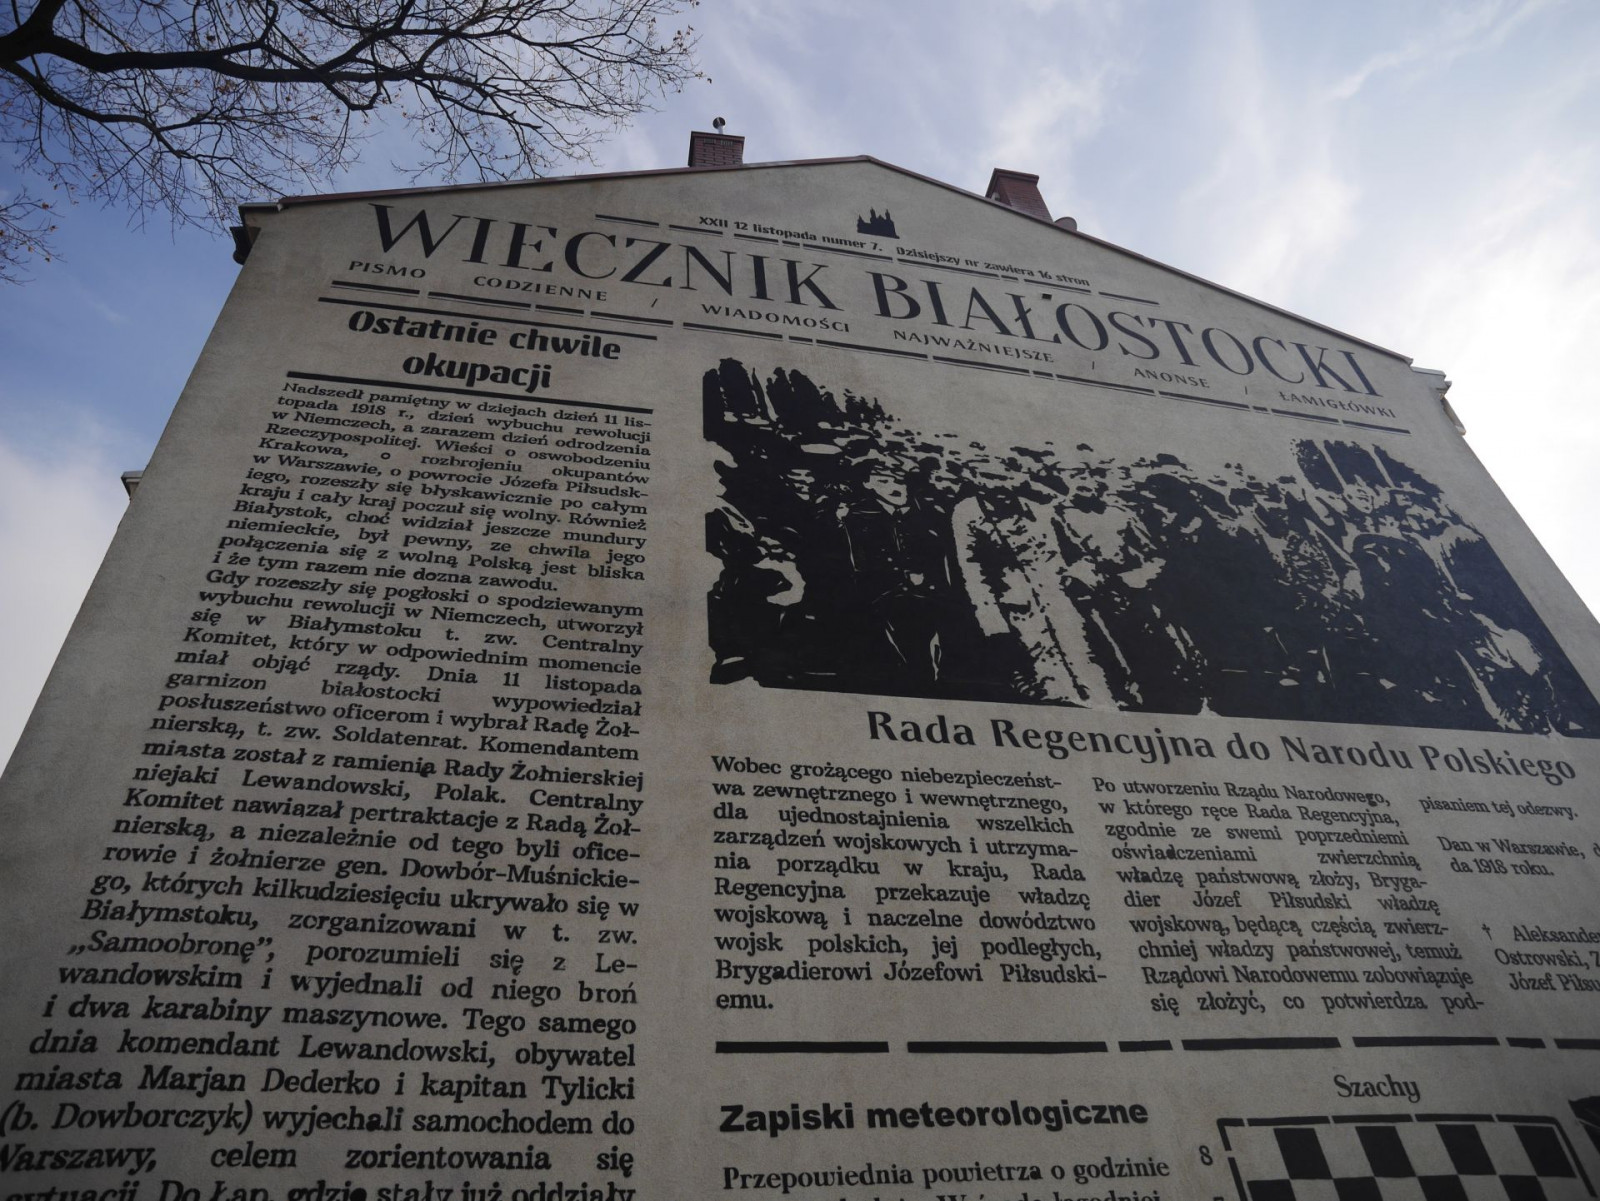 XXII 12 listopada numer 7. Dzisiejszy nr zawiera 16 stron
WIECZNIK BIAŁOSTOCKI
PISMO CODZIENNE / WIADOMOŚCI NAJWAŻNIEJSZE / ANONSE / ŁAMIGŁÓWKI
Ostatnie chwile
okupacji
Nadszedł pamiętny w dziejach dzień 11 lis-
topada 1918 r., dzień wybuchu rewolucji
w Niemczech, a zarazem dzień odrodzenia
Rzeczypospolitej. Wieści o oswobodzeniu
Krakowa, o rozbrojeniu okupantów
w Warszawie, o powrocie Józefa Piłsudsk-
iego, rozeszły się błyskawicznie po całym
kraju i cały kraj poczuł się wolny. Również
Białystok, choć widział jeszcze mundury
niemieckie, był pewny, ze chwila jego
połączenia się z wolną Polską jest bliska
i że tym razem nie dozna zawodu.
Gdy rozeszły się pogłoski o spodziewanym
wybuchu rewolucji w Niemczech, utworzył
się w Białymstoku t. zw. Centralny
Komitet, który w odpowiednim momencie
miał objąć rządy. Dnia 11 listopada
garnizon białostocki wypowiedział
posłuszeństwo oficerom i wybrał Radę Żoł-
nierską, t. zw. Soldatenrat. Komendantem
miasta został z ramienia Rady Żołnierskiej
niejaki Lewandowski, Polak. Centralny
Komitet nawiązał pertraktacje z Radą Żoł-
nierską, a niezależnie od tego byli ofice-
rowie i żołnierze gen. Dowbór-Muśnickie-
go, których kilkudziesięciu ukrywało się w
Białymstoku, zorganizowani w t. zw.
„Samoobronę”, porozumieli się z Le-
wandowskim i wyjednali od niego broń
i dwa karabiny maszynowe. Tego samego
dnia komendant Lewandowski, obywatel
miasta Marjan Dederko i kapitan Tylicki
(b. Dowborczyk) wyjechali samochodem do
Warszawy, celem zorientowania się
sytuacji. Do Łap, gdzie stały już oddziały
Rada Regencyjna do Narodu Polskiego
Wobec grożącego niebezpieczeńst-
wa zewnętrznego i wewnętrznego,
dla ujednostajnienia wszelkich
zarządzeń wojskowych i utrzyma-
nia porządku w kraju, Rada
Regencyjna przekazuje władzę
wojskową i naczelne dowództwo
wojsk polskich, jej podległych,
Brygadierowi Józefowi Piłsudski-
emu.
Po utworzeniu Rządu Narodowego,
w którego ręce Rada Regencyjna,
zgodnie ze swemi poprzedniemi
oświadczeniami zwierzchnią
władzę państwową złoży, Bryga-
dier Józef Piłsudski władzę
wojskową, będącą częścią zwierz-
chniej władzy państwowej, temuż
Rządowi Narodowemu zobowiązuje
się złożyć, co potwierdza pod-
pisaniem tej odezwy.
Dan w Warszawie,
da 1918 roku.
† Aleksander
Ostrowski,
Józef Piłsu
Zapiski meteorologiczne
Przepowiednia powietrza o godzinie
Szachy
8